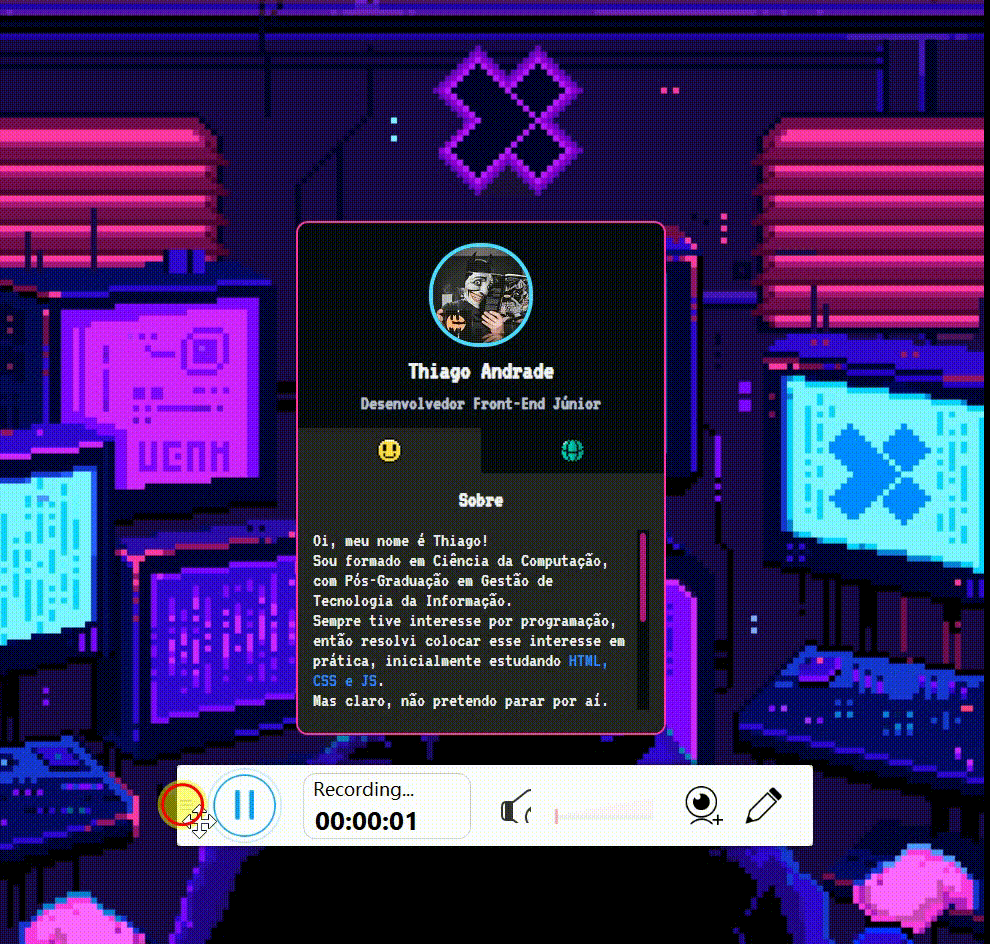 Thiago Andrade
Desenvolvedor Front-End Júnior
Sobre
Oi, meu nome é Thiago!
Sou formado em Ciência da Computação,
com Pós-Graduação em Gestão de
Tecnologia da Informação.
Sempre tive interesse por programação,
então resolvi colocar esse interesse em
prática, inicialmente estudando HTML,
CSS e JS.
Mas claro, não pretendo parar por aí.
Recording...
00:00:01